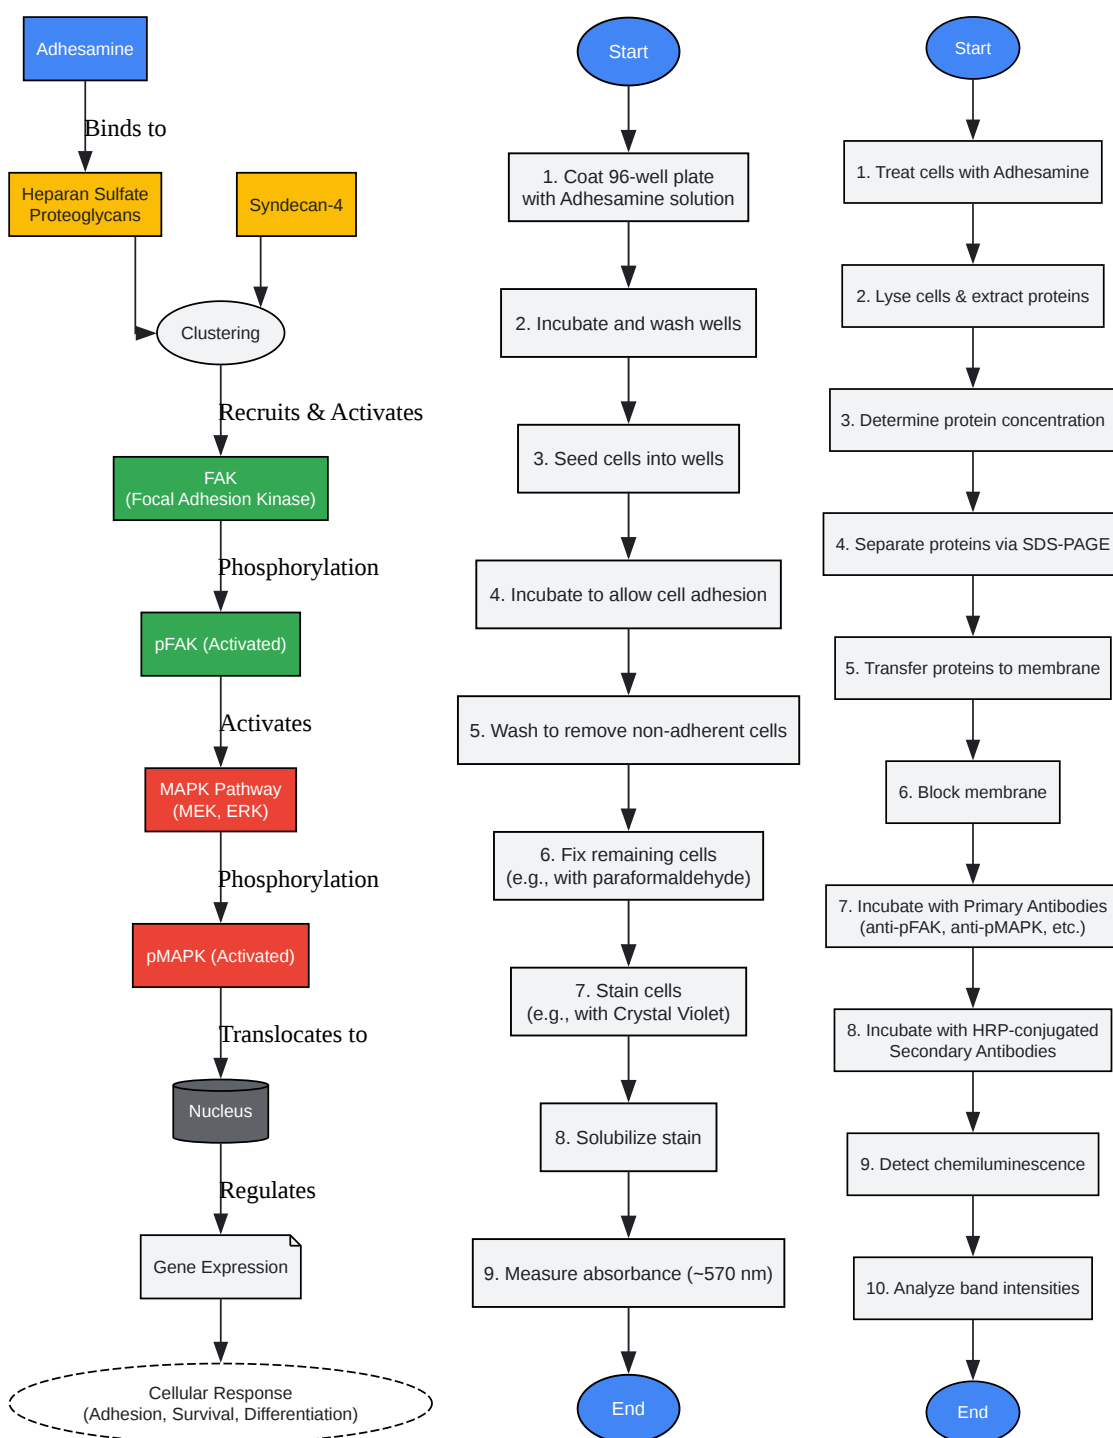 Adhesamine
Binds to
Heparan Sulfate
Proteoglycans
Syndecan-4
Clustering
Recruits & Activates
FAK
(Focal Adhesion Kinase)
Phosphorylation
pFAK (Activated)
Activates
MAPK Pathway
(MEK, ERK)
Phosphorylation
pMAPK (Activated)
Translocates to
Nucleus
Regulates
Gene Expression
Cellular Response
(Adhesion, Survival, Differentiation)
Start
1. Coat 96-well plate
with Adhesamine solution
2. Incubate and wash wells
3. Seed cells into wells
4. Incubate to allow cell adhesion
5. Wash to remove non-adherent cells
6. Fix remaining cells
(e.g., with paraformaldehyde)
7. Stain cells
(e.g., with Crystal Violet)
8. Solubilize stain
9. Measure absorbance (~570 nm)
End
Start
1. Treat cells with Adhesamine
2. Lyse cells & extract proteins
3. Determine protein concentration
4. Separate proteins via SDS-PAGE
5. Transfer proteins to membrane
6. Block membrane
7. Incubate with Primary Antibodies
(anti-pFAK, anti-pMAPK, etc.)
8. Incubate with HRP-conjugated
Secondary Antibodies
9. Detect chemiluminescence
10. Analyze band intensities
End